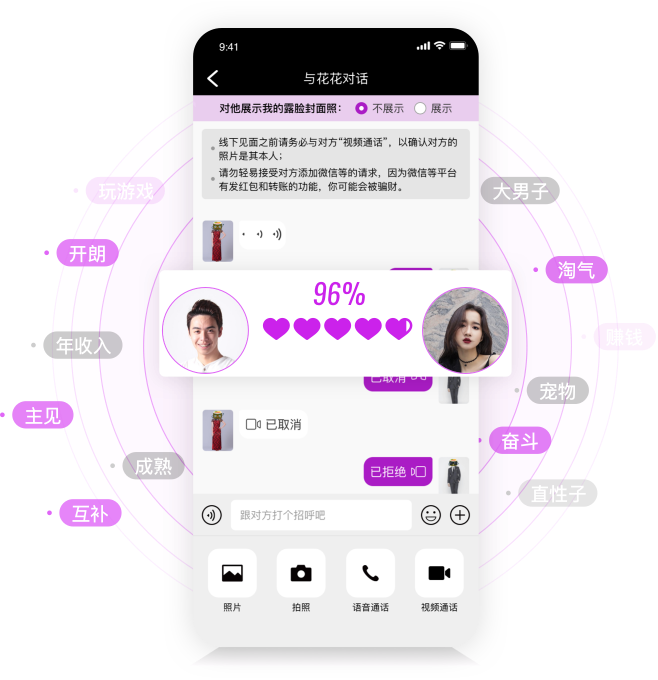 9:41
与花花对话
对他展示我的露脸封面照：
不展示
展示
线下见面之前请务必与对方“视频通话”，以确认对方的
照片是其本人；
请勿轻易接受对方添加微信等的请求，因为微信等平台
有发红包和转账的功能，你可能会被骗财。
玩游戏
大男子
开朗
淘气
96%
赚钱
年收入
已取消
宠物
主见
已取消
奋斗
成熟
已拒绝
直性子
互补
跟对方打个招呼吧
照片
拍照
语音通话
视频通话